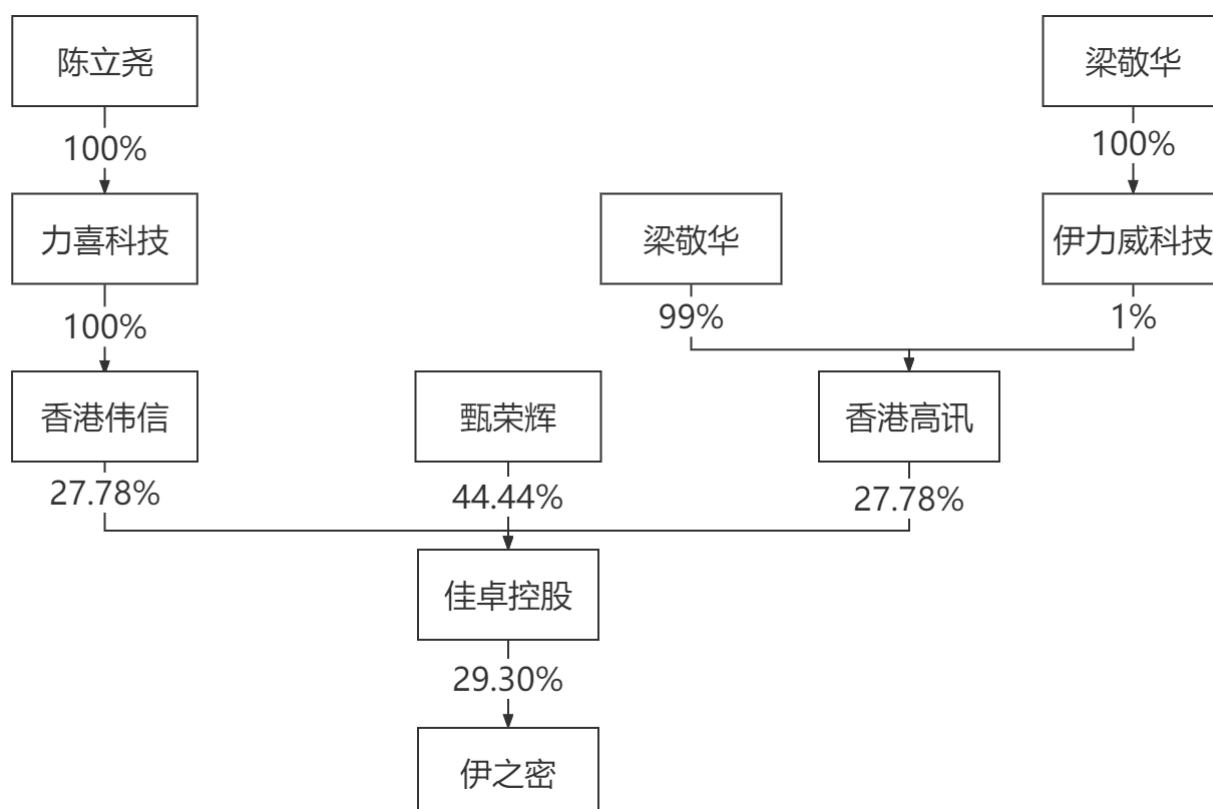 陈立尧
梁敬华
100%
100%
力喜科技
梁敬华
伊力威科技
100%
99%
1%
香港伟信
甄荣辉
香港高讯
27.78%
44.44%
27.78%
佳卓控股
29.30%
伊之密